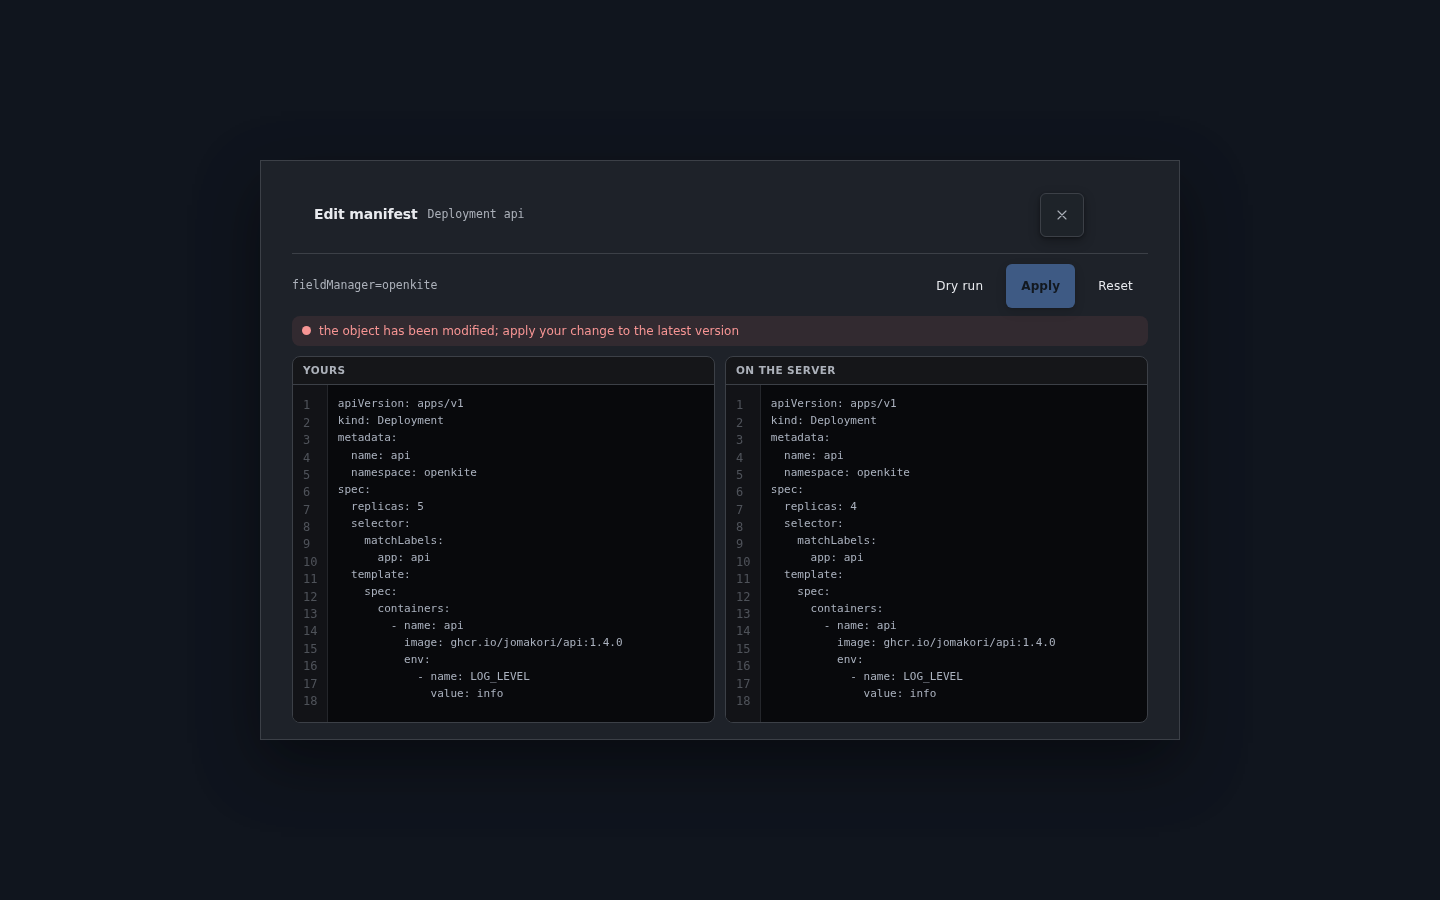 Edit manifest Deployment api
fieldManager=openkite
Dry run
Apply
Reset
the object has been modified; apply your change to the latest version
YOURS
1 apiVersion: apps/v1
2 kind: Deployment
3 metadata:
4   name: api
5   namespace: openkite
6 spec:
7   replicas: 5
8   selector:
9     matchLabels:
10       app: api
11   template:
12     spec:
13       containers:
14         - name: api
15           image: ghcr.io/jomakori/api:1.4.0
16           env:
17             - name: LOG_LEVEL
18               value: info
ON THE SERVER
1 apiVersion: apps/v1
2 kind: Deployment
3 metadata:
4   name: api
5   namespace: openkite
6 spec:
7   replicas: 4
8   selector:
9     matchLabels:
10       app: api
11   template:
12     spec:
13       containers:
14         - name: api
15           image: ghcr.io/jomakori/api:1.4.0
16           env:
17             - name: LOG_LEVEL
18               value: info